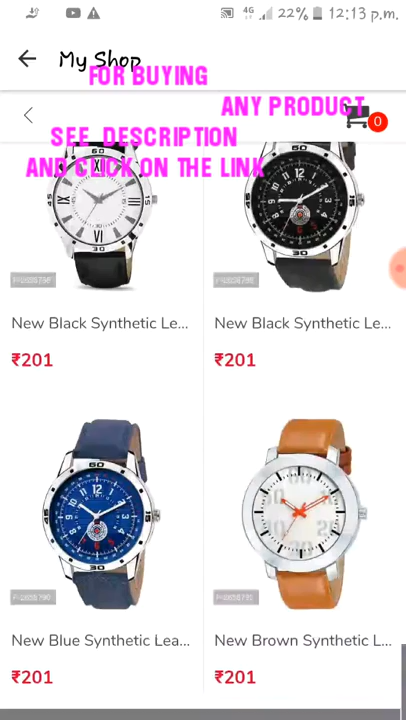 4G 22% 12:13 p.m.
My Shop
FOR BUYING
ANY PRODUCT
0
SEE DESCRIPTION
AND CLICK ON THE LINK
New Black Synthetic Le...
New Black Synthetic Le...
₹201
₹201
New Blue Synthetic Lea...
New Brown Synthetic L...
₹201
₹201